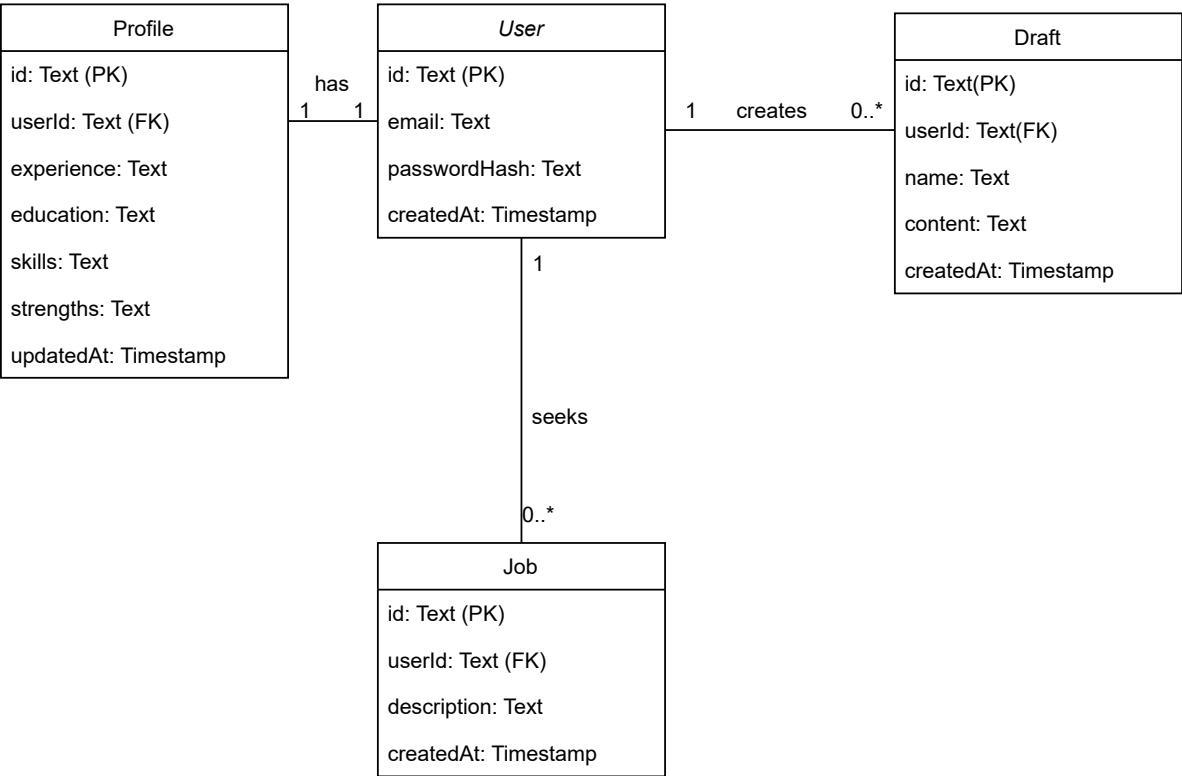 Profile
id: Text (PK)
userId: Text (FK)
experience: Text
education: Text
skills: Text
strengths: Text
updatedAt: Timestamp
has
1 1
User
id: Text (PK)
email: Text
passwordHash: Text
createdAt: Timestamp
1 creates 0..*
Draft
id: Text(PK)
userId: Text(FK)
name: Text
content: Text
createdAt: Timestamp
1
seeks
0..*
Job
id: Text (PK)
userId: Text (FK)
description: Text
createdAt: Timestamp